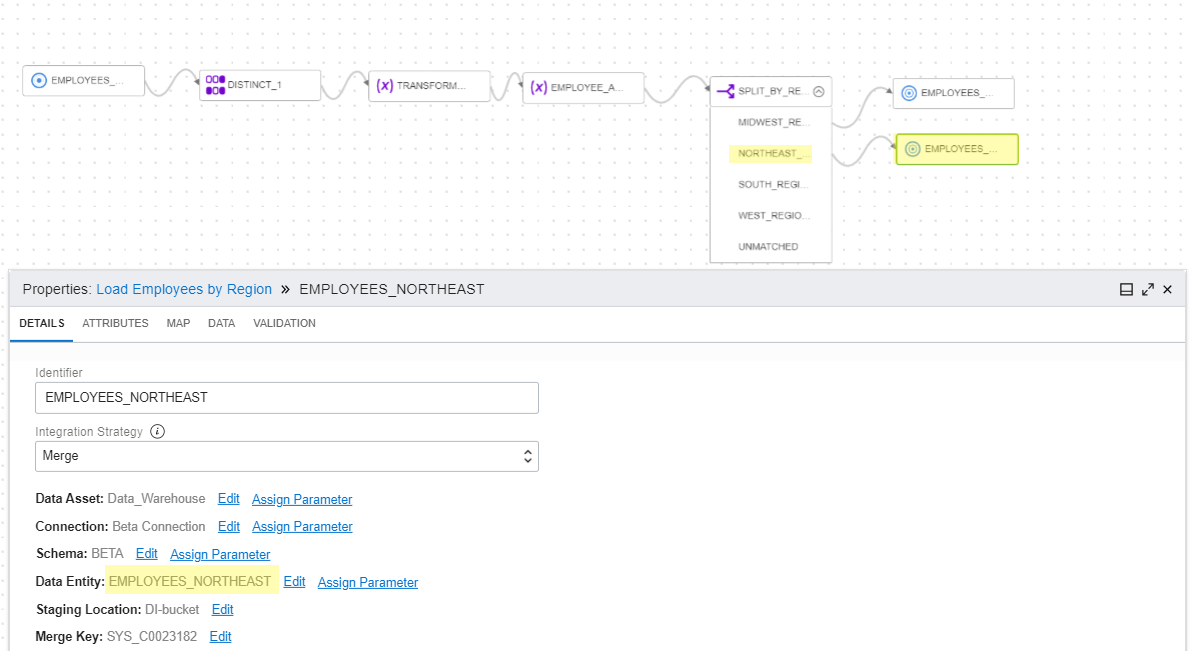 EMPLOYEES_...
DISTINCT_1
(x) TRANSFORM...
(x) EMPLOYEE_A...
SPLIT_BY_RE...
MIDWEST_RE...
NORTHEAST_...
SOUTH_REGI...
WEST_REGIO...
UNMATCHED
EMPLOYEES_...
EMPLOYEES_...
Properties: Load Employees by Region » EMPLOYEES_NORTHEAST
DETAILS ATTRIBUTES MAP DATA VALIDATION
Identifier
EMPLOYEES_NORTHEAST
Integration Strategy i
Merge
Data Asset: Data_Warehouse Edit Assign Parameter
Connection: Beta Connection Edit Assign Parameter
Schema: BETA Edit Assign Parameter
Data Entity: EMPLOYEES_NORTHEAST Edit Assign Parameter
Staging Location: DI-bucket Edit
Merge Key: SYS_C0023182 Edit